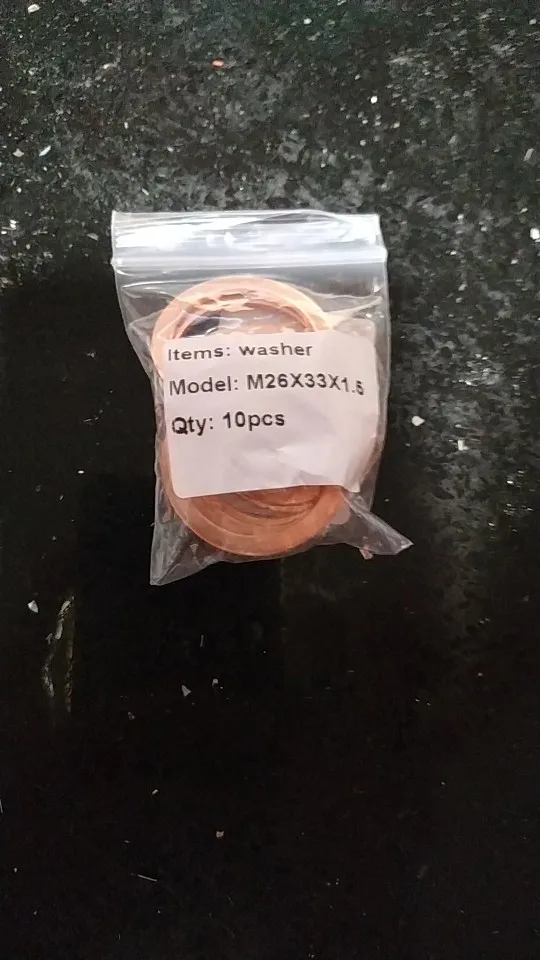 Items: washer
Model: M26X33X1.5
Qty: 10pcs